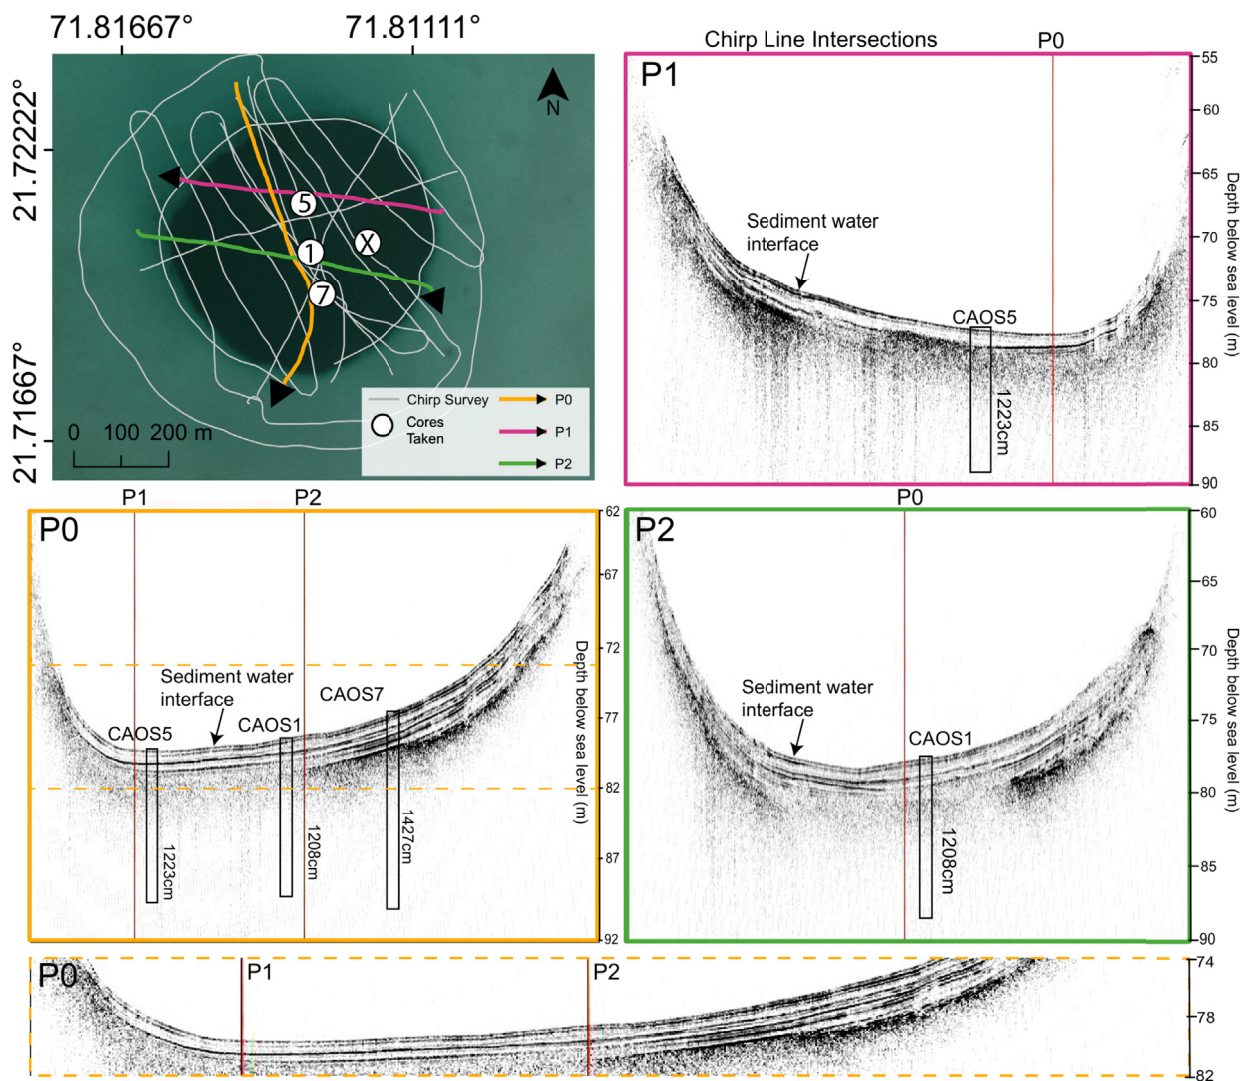 71.81667° 71.81111°
21.72222°
21.71667°
N
5
1
X
7
0 100 200 m
Chirp Survey
Cores
Taken
P0
P1
P2
Chirp Line Intersections P0
P1
Sediment water
interface
CAOS5
1223cm
55
60
65
70
75
80
85
90
Depth below sea level (m)
P1 P2
P0
Sediment water
interface
CAOS5
CAOS1
CAOS7
1223cm
1208cm
1427cm
62
67
72
77
82
87
92
Depth below sea level (m)
P0
P2
Sediment water
interface
CAOS1
1208cm
60
65
70
75
80
85
90
Depth below sea level (m)
P0 P1 P2
74
78
82